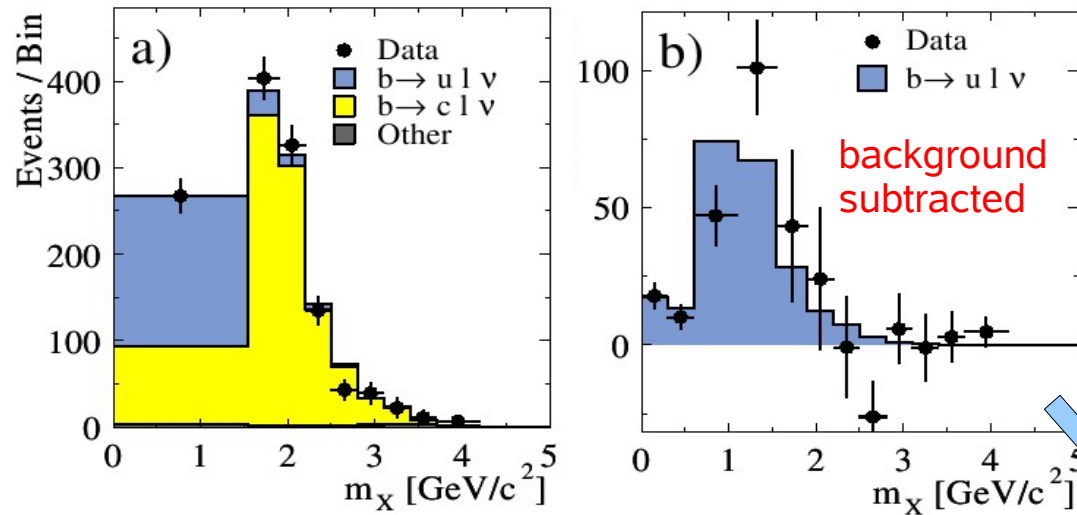 a)
Data
b→ u l ν
b→ c l ν
Other
Events / Bin
400
300
200
100
0
0 1 2 3 4 5
m_X [GeV/c^2]
b)
Data
b→ u l ν
background
subtracted
100
50
0
0 1 2 3 4 5
m_X [GeV/c^2]